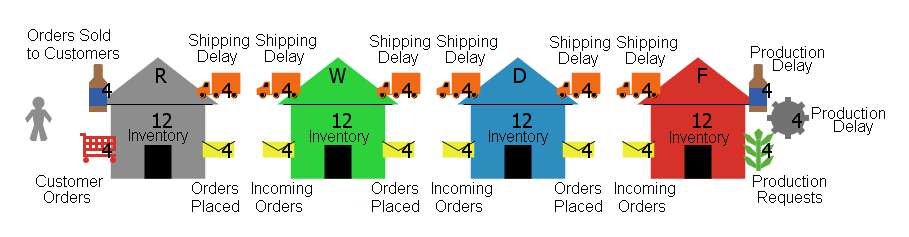 Orders Sold
to Customers
4
R
Shipping
Delay
4
Shipping
Delay
4
W
Shipping
Delay
4
Shipping
Delay
4
D
Shipping
Delay
4
Shipping
Delay
4
F
Production
Delay
4
4
Production
Delay
12
Inventory
12
Inventory
12
Inventory
12
Inventory
4
Customer
Orders
4
Orders
Placed
4
Incoming
Orders
4
Orders
Placed
4
Incoming
Orders
4
Orders
Placed
4
Incoming
Orders
4
Production
Requests